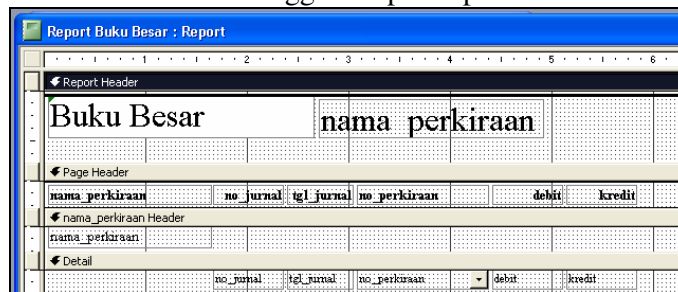 Report Buku Besar : Report
1 2 3 4 5 6
Report Header
Buku Besar nama perkiraan
Page Header
nama_perkiraan no_jurnal tgl_jurnal no_perkiraan debit kredit
nama_perkiraan Header
nama_perkiraan
Detail
no_jurnal tgl_jurnal no_perkiraan debit kredit